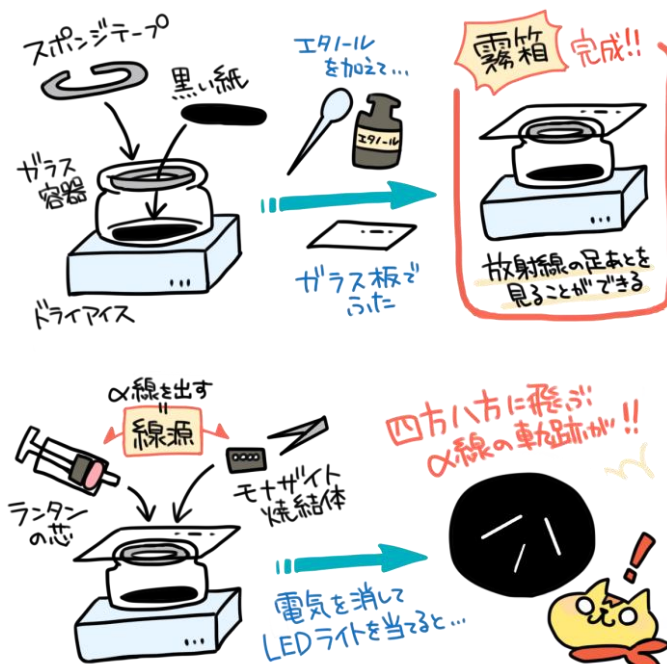 スポンジテープ
黒い紙
ガラス
容器
ドライアイス
エタノール
を加えて…
エタノール
ガラス板で
ふた
霧箱 完成!!
放射線の足あとを
見ることができる
α線を出す
線源
ランタン
の芯
モナザイト
焼結体
電気を消して
LEDライトを当てると…
四方八方に飛ぶ
α線の軌跡が!!
!